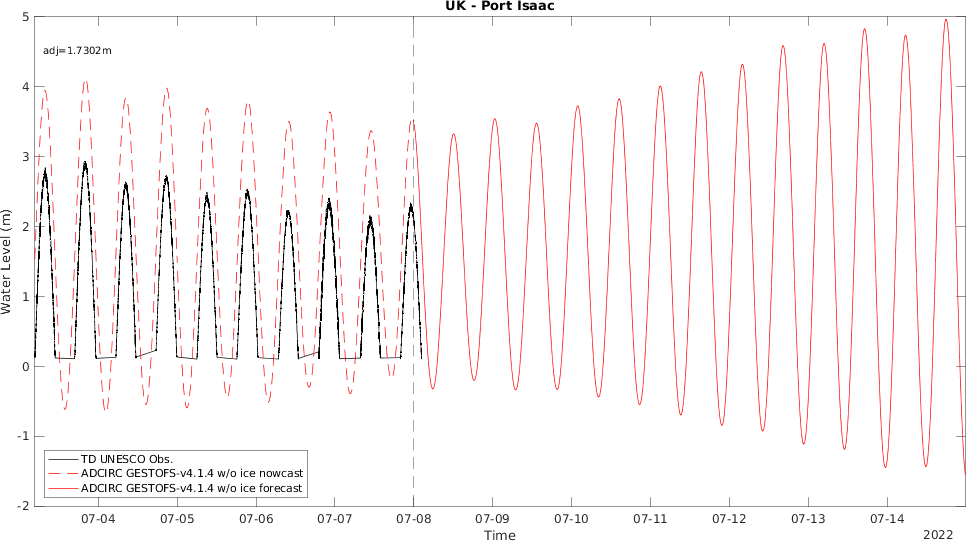 UK - Port Isaac
adj=1.7302m
5
4
3
2
1
0
-1
-2
Water Level (m)
TD UNESCO Obs.
ADCIRC GESTOFS-v4.1.4 w/o ice nowcast
ADCIRC GESTOFS-v4.1.4 w/o ice forecast
07-04 07-05 07-06 07-07 07-08 07-09 07-10 07-11 07-12 07-13 07-14
Time
2022